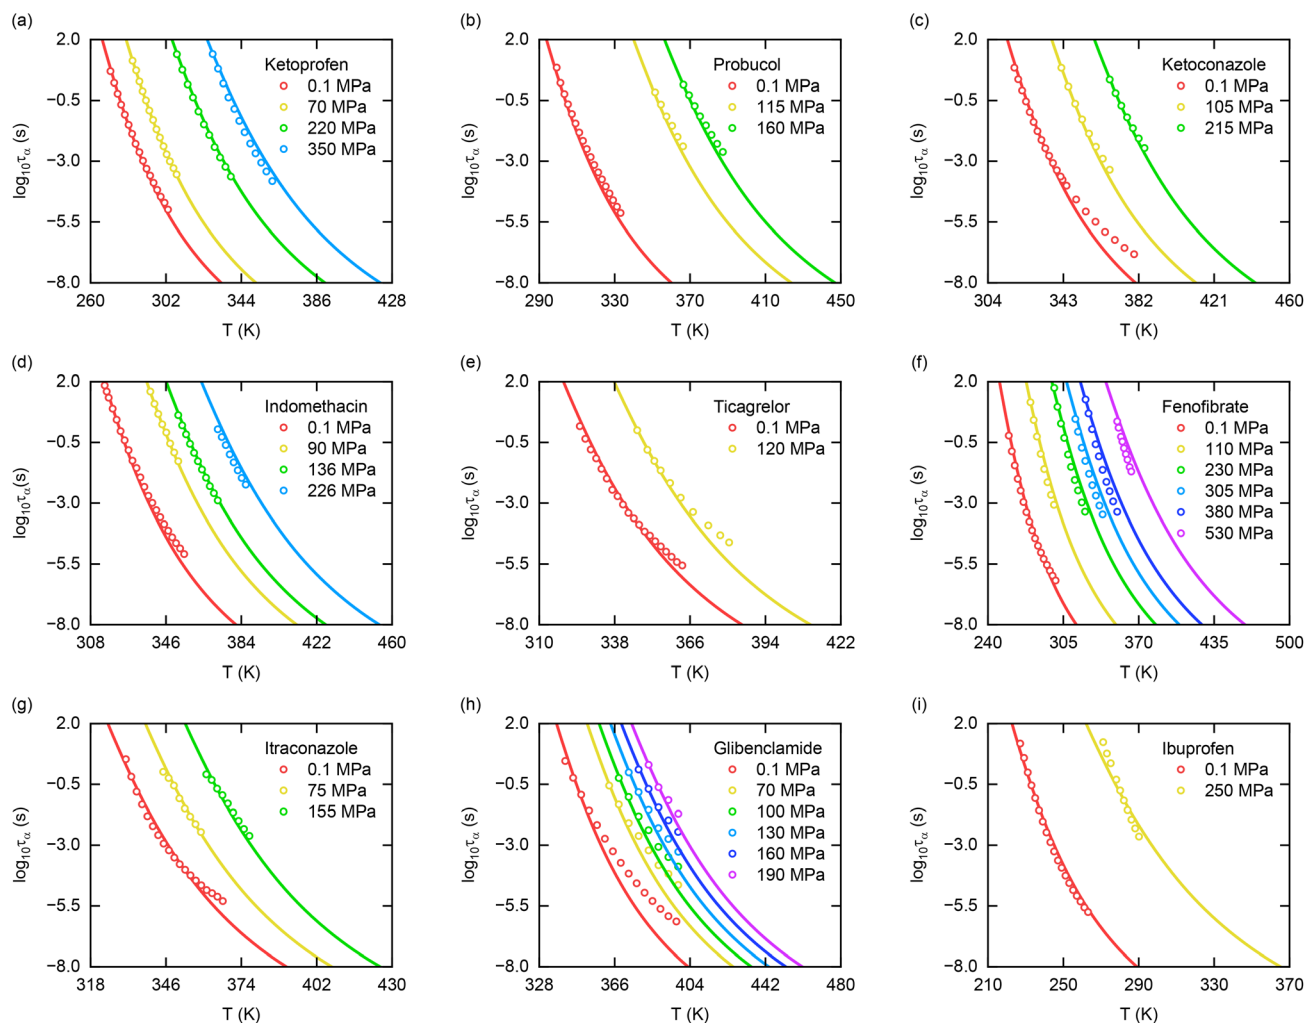 (a)
log₁₀τα (s)
2.0
−0.5
−3.0
−5.5
−8.0
Ketoprofen
0.1 MPa
70 MPa
220 MPa
350 MPa
260 302 344 386 428
T (K)
(b)
log₁₀τα (s)
2.0
−0.5
−3.0
−5.5
−8.0
Probucol
0.1 MPa
115 MPa
160 MPa
290 330 370 410 450
T (K)
(c)
log₁₀τα (s)
2.0
−0.5
−3.0
−5.5
−8.0
Ketoconazole
0.1 MPa
105 MPa
215 MPa
304 343 382 421 460
T (K)
(d)
log₁₀τα(s)
2.0
−0.5
−3.0
−5.5
−8.0
Indomethacin
0.1 MPa
90 MPa
136 MPa
226 MPa
308 346 384 422 460
T (K)
(e)
log₁₀τα (s)
2.0
−0.5
−3.0
−5.5
−8.0
Ticagrelor
0.1 MPa
120 MPa
310 338 366 394 422
T (K)
(f)
log₁₀τα (s)
2.0
−0.5
−3.0
−5.5
−8.0
Fenofibrate
0.1 MPa
110 MPa
230 MPa
305 MPa
380 MPa
530 MPa
240 305 370 435 500
T (K)
(g)
log₁₀τα (s)
2.0
−0.5
−3.0
−5.5
−8.0
Itraconazole
0.1 MPa
75 MPa
155 MPa
318 346 374 402 430
T (K)
(h)
log₁₀τα (s)
2.0
−0.5
−3.0
−5.5
−8.0
Glibenclamide
0.1 MPa
70 MPa
100 MPa
130 MPa
160 MPa
190 MPa
328 366 404 442 480
T (K)
(i)
log₁₀τα (s)
2.0
−0.5
−3.0
−5.5
−8.0
Ibuprofen
0.1 MPa
250 MPa
210 250 290 330 370
T (K)